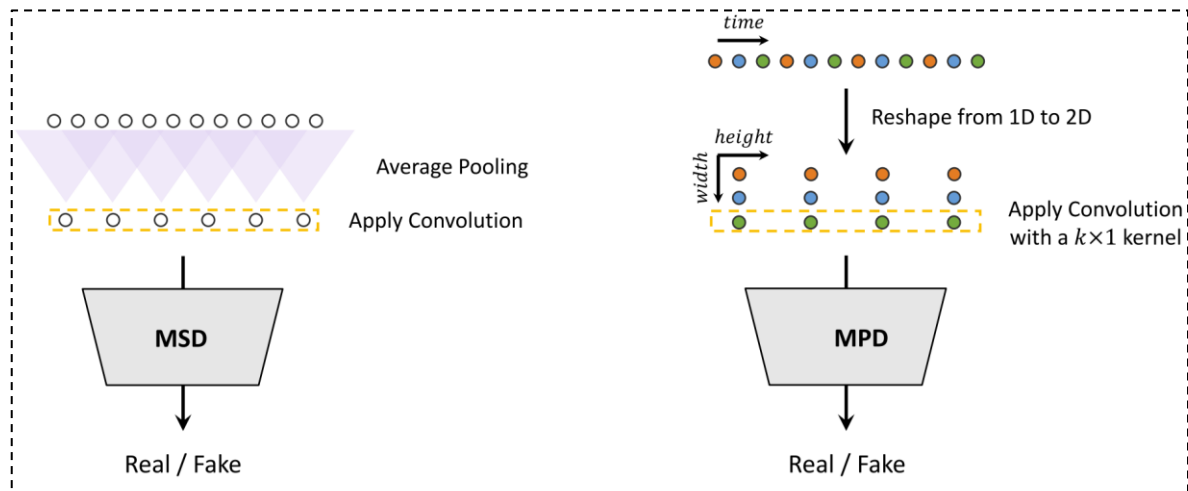 Average Pooling
Apply Convolution
MSD
Real / Fake
time
Reshape from 1D to 2D
height
width
Apply Convolution
with a k×1 kernel
MPD
Real / Fake